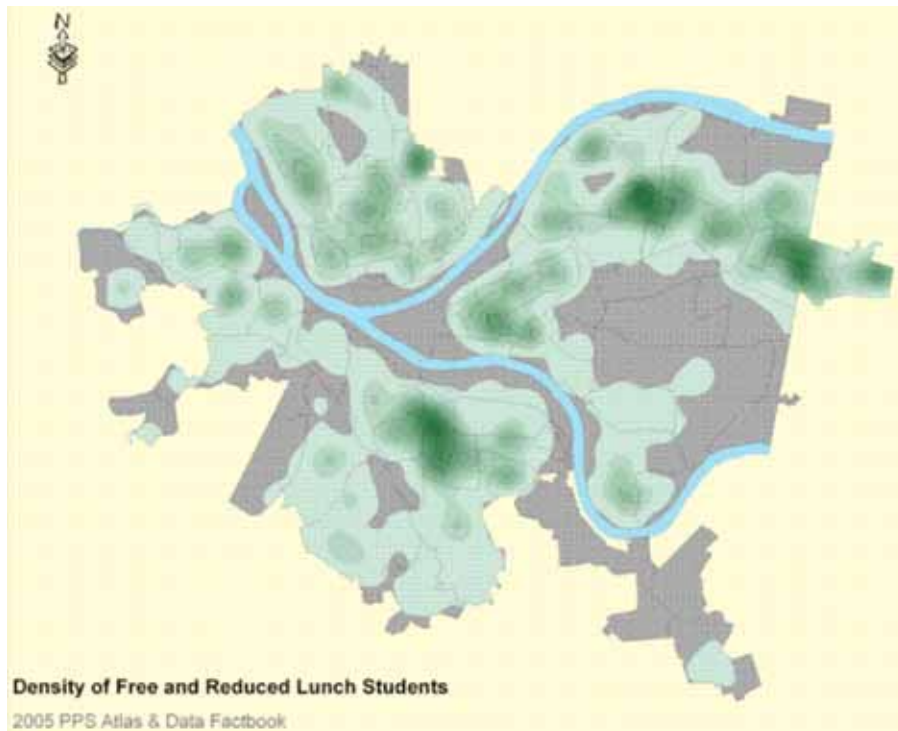 N
Density of Free and Reduced Lunch Students
2005 PPS Atlas & Data Factbook